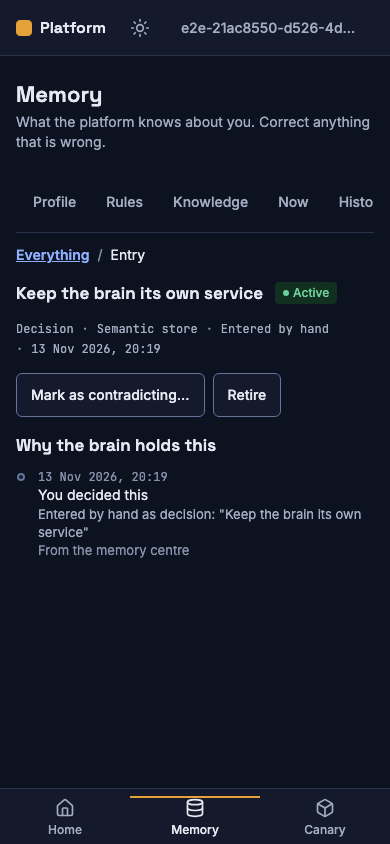 Platform
e2e-21ac8550-d526-4d...
Memory
What the platform knows about you. Correct anything
that is wrong.
Profile Rules Knowledge Now Histo
Everything / Entry
Keep the brain its own service Active
Decision · Semantic store · Entered by hand
· 13 Nov 2026, 20:19
Mark as contradicting... Retire
Why the brain holds this
13 Nov 2026, 20:19
You decided this
Entered by hand as decision: "Keep the brain its own
service"
From the memory centre
Home Memory Canary